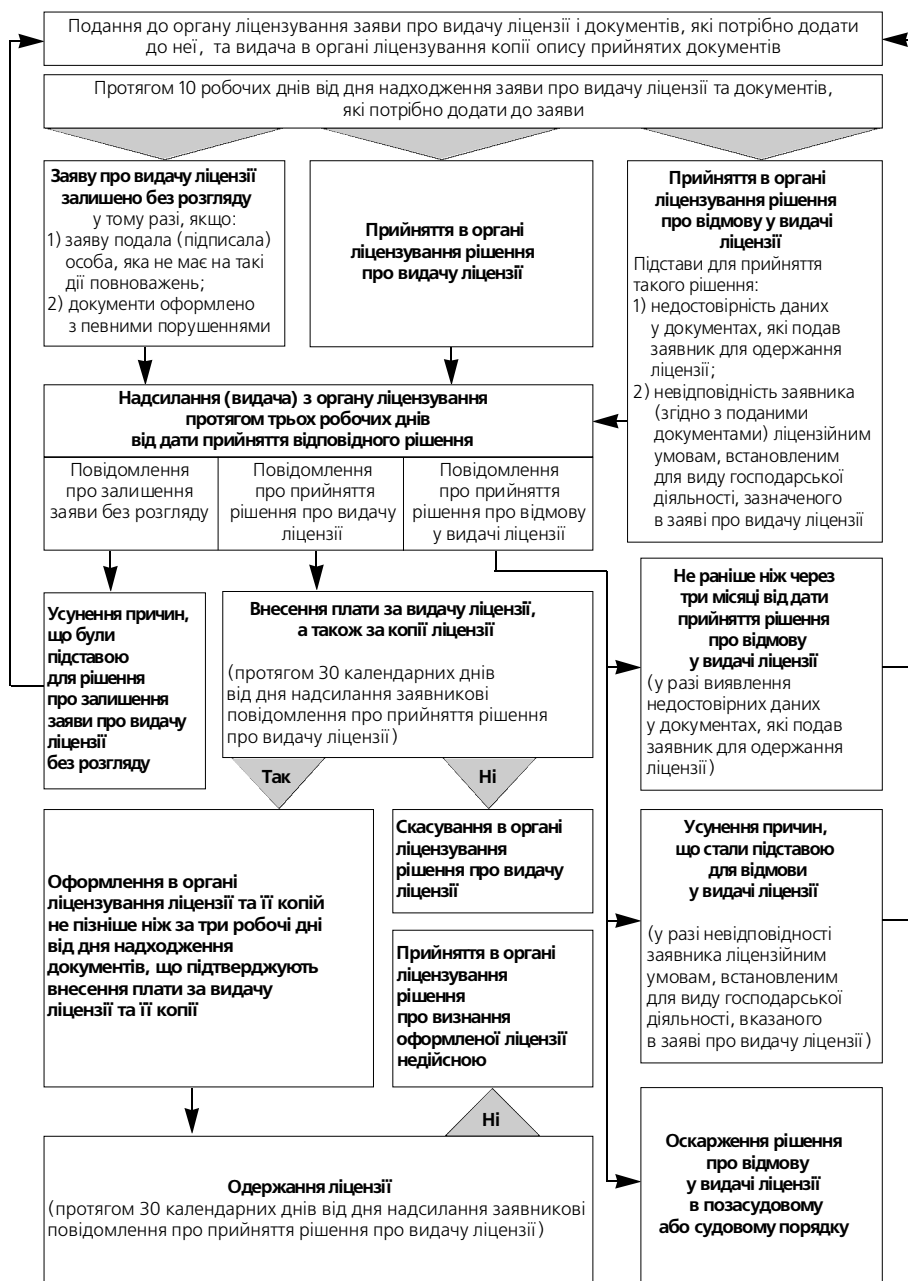 Подання до органу ліцензування заяви про видачу ліцензії і документів, які потрібно додати
до неї, та видача в органі ліцензування копії опису прийнятих документів
Протягом 10 робочих днів від дня надходження заяви про видачу ліцензії та документів,
які потрібно додати до заяви
Заяву про видачу ліцензії
залишено без розгляду
у тому разі, якщо:
1) заяву подала (підписала)
особа, яка не має на такі
дії повноважень;
2) документи оформлено
з певними порушеннями
Прийняття в органі
ліцензування рішення
про видачу ліцензії
Прийняття в органі
ліцензування рішення
про відмову у видачі
ліцензії
Підстави для прийняття
такого рішення:
1) недостовірність даних
у документах, які подав
заявник для одержання
ліцензії;
2) невідповідність заявника
(згідно з поданими
документами) ліцензійним
умовам, встановленим
для виду господарської
діяльності, зазначеного
в заяві про видачу ліцензії
Надсилання (видача) з органу ліцензування
протягом трьох робочих днів
від дати прийняття відповідного рішення
Повідомлення
про залишення
заяви без розгляду
Повідомлення
про прийняття
рішення про видачу
ліцензії
Повідомлення
про прийняття
рішення про відмову
у видачі ліцензії
Усунення причин,
що були
підставою
для рішення
про залишення
заяви про видачу
ліцензії
без розгляду
Внесення плати за видачу ліцензії,
а також за копії ліцензії
(протягом 30 календарних днів
від дня надсилання заявникові
повідомлення про прийняття рішення
про видачу ліцензії)
Не раніше ніж через
три місяці від дати
прийняття рішення
про відмову
у видачі ліцензії
(у разі виявлення
недостовірних даних
у документах, які подав
заявник для одержання
ліцензії)
Так
Ні
Оформлення в органі
ліцензування ліцензії та її копій
не пізніше ніж за три робочі дні
від дня надходження
документів, що підтверджують
внесення плати за видачу
ліцензії та її копії
Скасування в органі
ліцензування
рішення про видачу
ліцензії
Прийняття в органі
ліцензування
рішення
про визнання
оформленої ліцензії
недійсною
Усунення причин,
що стали підставою
для відмови
у видачі ліцензії
(у разі невідповідності
заявника ліцензійним
умовам, встановленим
для виду господарської
діяльності, вказаного
в заяві про видачу ліцензії)
Ні
Одержання ліцензії
(протягом 30 календарних днів від дня надсилання заявникові
повідомлення про прийняття рішення про видачу ліцензії)
Оскарження рішення
про відмову
у видачі ліцензії
в позасудовому
або судовому порядку